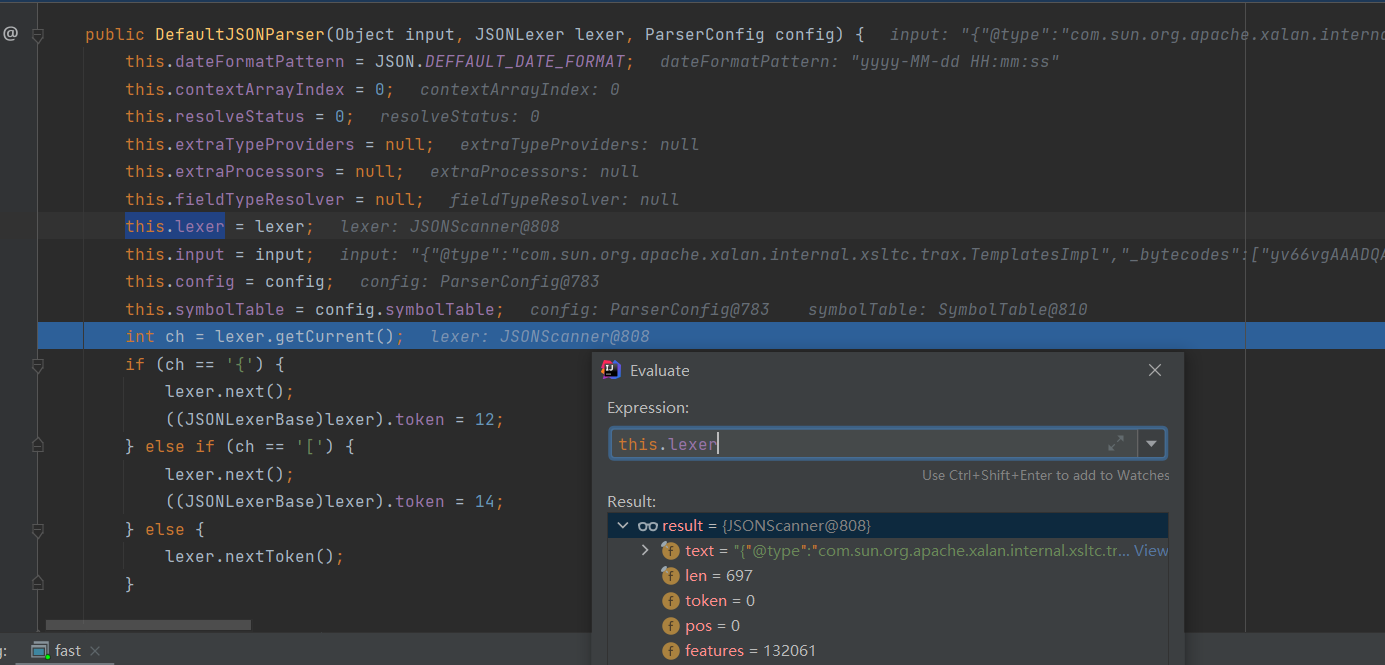 @
public DefaultJSONParser(Object input, JSONLexer lexer, ParserConfig config) {   input: "{"@type":"com.sun.org.apache.xalan.interna
this.dateFormatPattern = JSON.DEFFAULT_DATE_FORMAT;   dateFormatPattern: "yyyy-MM-dd HH:mm:ss"
this.contextArrayIndex = 0;   contextArrayIndex: 0
this.resolveStatus = 0;   resolveStatus: 0
this.extraTypeProviders = null;   extraTypeProviders: null
this.extraProcessors = null;   extraProcessors: null
this.fieldTypeResolver = null;   fieldTypeResolver: null
this.lexer = lexer;   lexer: JSONScanner@808
this.input = input;   input: "{"@type":"com.sun.org.apache.xalan.internal.xsltc.trax.TemplatesImpl","_bytecodes":["yv66vgAAADQA
this.config = config;   config: ParserConfig@783
this.symbolTable = config.symbolTable;   config: ParserConfig@783   symbolTable: SymbolTable@810
int ch = lexer.getCurrent();   lexer: JSONScanner@808
if (ch == '{') {
lexer.next();
((JSONLexerBase)lexer).token = 12;
} else if (ch == '[') {
lexer.next();
((JSONLexerBase)lexer).token = 14;
} else {
lexer.nextToken();
}
Evaluate
Expression:
this.lexer
Use Ctrl+Shift+Enter to add to Watches
Result:
result = {JSONScanner@808}
text = "{"@type":"com.sun.org.apache.xalan.internal.xsltc.tr... View
len = 697
token = 0
pos = 0
features = 132061
g: fast